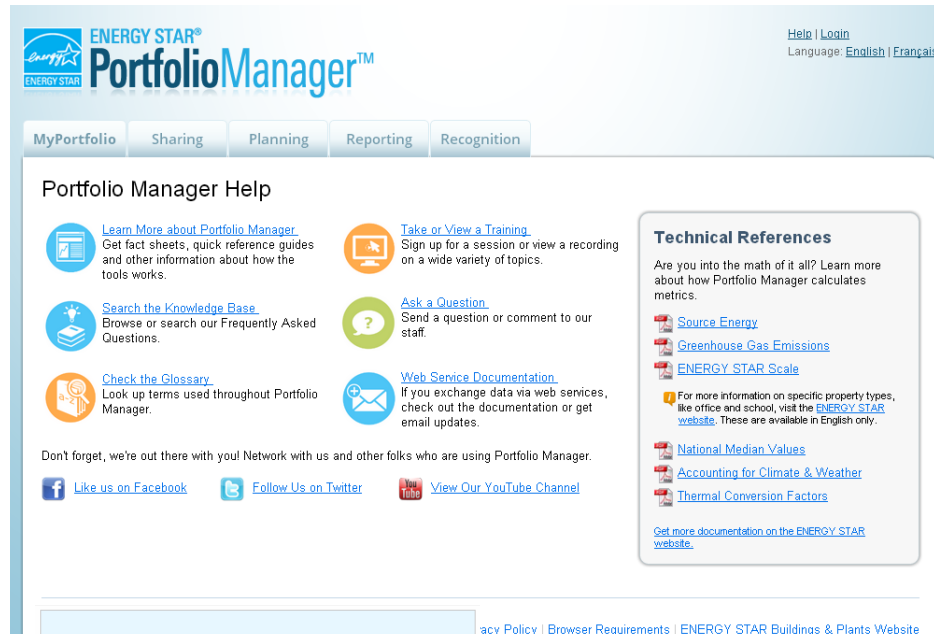 ENERGY STAR®
PortfolioManager™
energy
ENERGY STAR
Help | Login
Language: English | Français
MyPortfolio
Sharing
Planning
Reporting
Recognition
Portfolio Manager Help
Learn More about Portfolio Manager
Get fact sheets, quick reference guides
and other information about how the
tools works.
Search the Knowledge Base
Browse or search our Frequently Asked
Questions.
Check the Glossary
Look up terms used throughout Portfolio
Manager.
Take or View a Training
Sign up for a session or view a recording
on a wide variety of topics.
Ask a Question
Send a question or comment to our
staff.
Web Service Documentation
If you exchange data via web services,
check out the documentation or get
email updates.
Don't forget, we're out there with you! Network with us and other folks who are using Portfolio Manager.
Like us on Facebook
Follow Us on Twitter
You
Tube
View Our YouTube Channel
Technical References
Are you into the math of it all? Learn more
about how Portfolio Manager calculates
metrics.
Source Energy
Greenhouse Gas Emissions
ENERGY STAR Scale
For more information on specific property types,
like office and school, visit the ENERGY STAR
website. These are available in English only.
National Median Values
Accounting for Climate & Weather
Thermal Conversion Factors
Get more documentation on the ENERGY STAR
website.
acy Policy | Browser Requirements | ENERGY STAR Buildings & Plants Website